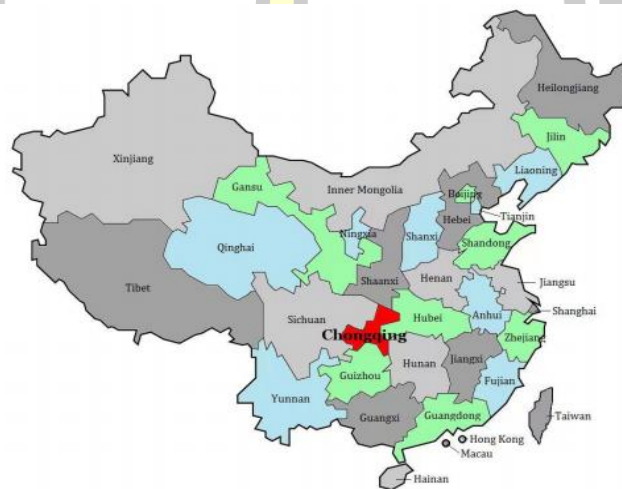 Heilongjiang
Jilin
Xinjiang
Liaoning
Gansu
Inner Mongolia
Beijing
Tianjin
Hebei
Ningxia
Shanxi
Qinghai
Shandong
Shaanxi
Henan
Jiangsu
Tibet
Shanghai
Sichuan
Hubei
Anhui
Chongqing
Zhejiang
Hunan
Jiangxi
Guizhou
Fujian
Yunnan
Guangxi
Guangdong
Taiwan
Hong Kong
Macau
Hainan